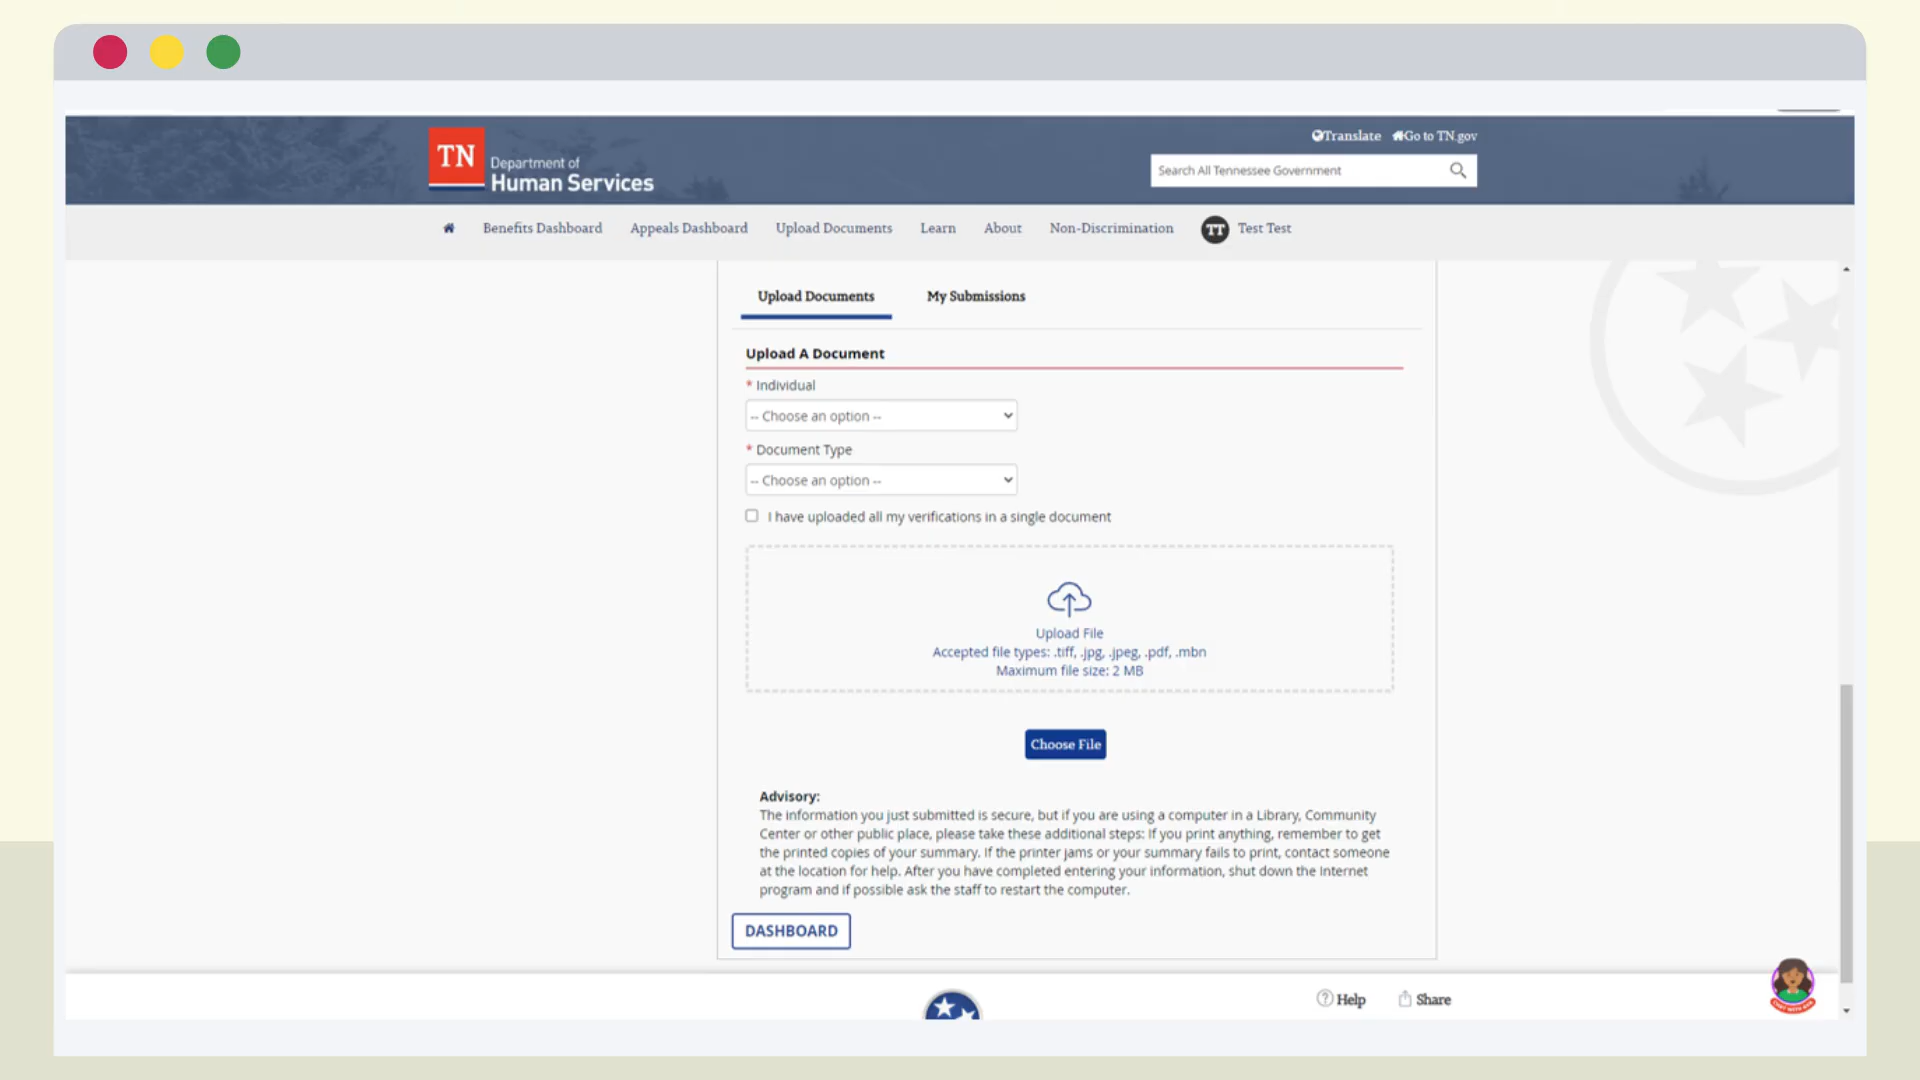 TN
Department of
Human Services
Translate Go to TN.gov
Search All Tennessee Government
Benefits Dashboard Appeals Dashboard Upload Documents Learn About Non-Discrimination TT Test Test
Upload Documents My Submissions
Upload A Document
* Individual
-- Choose an option --
* Document Type
-- Choose an option --
I have uploaded all my verifications in a single document
Upload File
Accepted file types: .tiff, .jpg, .jpeg, .pdf, .mbn
Maximum file size: 2 MB
Choose File
Advisory:
The information you just submitted is secure, but if you are using a computer in a Library, Community
Center or other public place, please take these additional steps: If you print anything, remember to get
the printed copies of your summary. If the printer jams or your summary fails to print, contact someone
at the location for help. After you have completed entering your information, shut down the Internet
program and if possible ask the staff to restart the computer.
DASHBOARD
Help Share